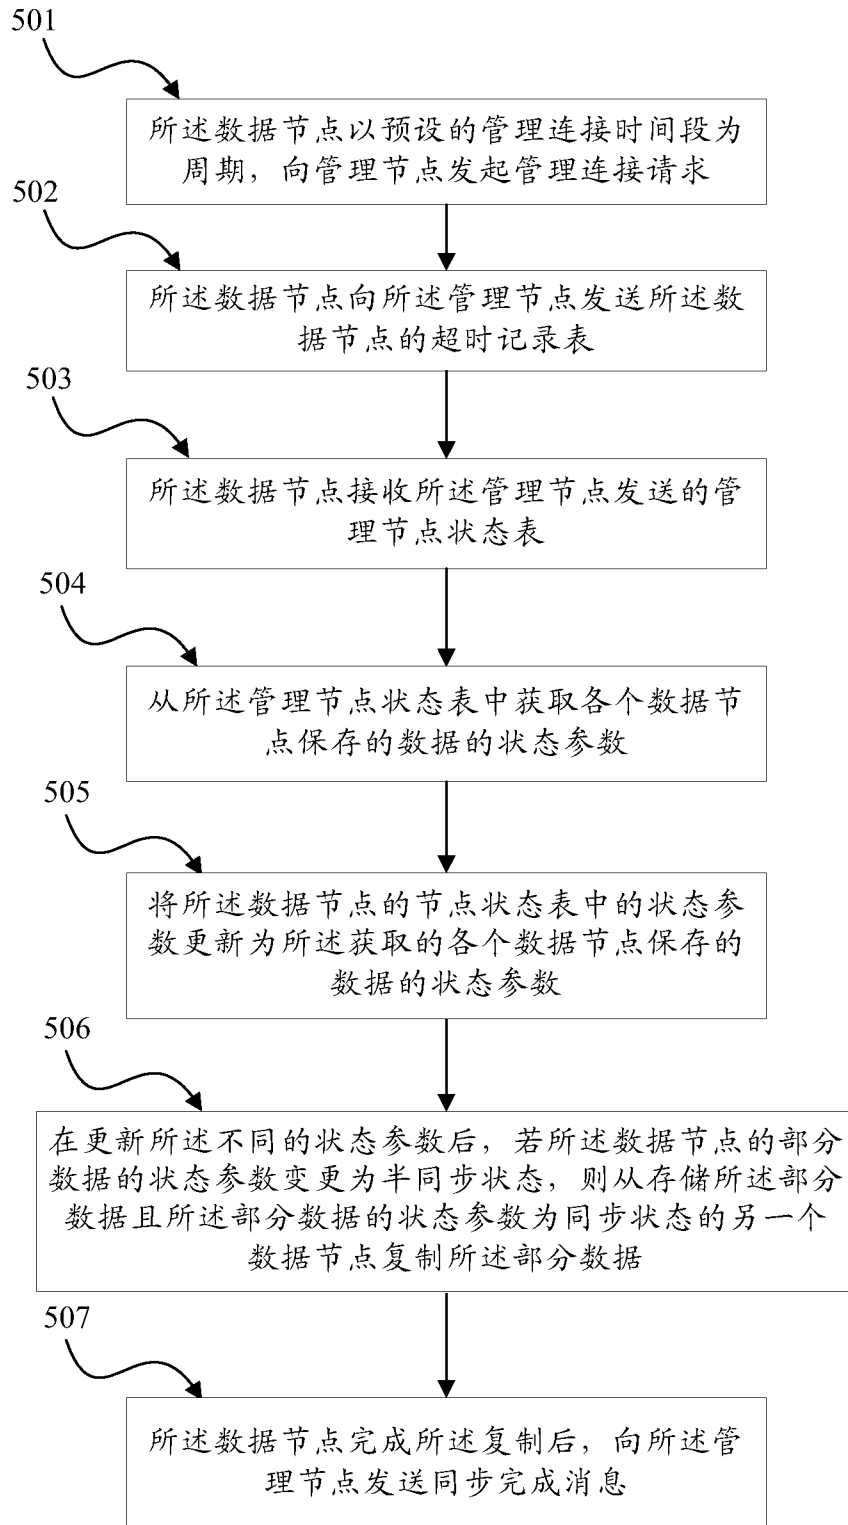 501
所述数据节点以预设的管理连接时间段为
周期，向管理节点发起管理连接请求
502
所述数据节点向所述管理节点发送所述数
据节点的超时记录表
503
所述数据节点接收所述管理节点发送的管
理节点状态表
504
从所述管理节点状态表中获取各个数据节
点保存的数据的状态参数
505
将所述数据节点的节点状态表中的状态参
数更新为所述获取的各个数据节点保存的
数据的状态参数
506
在更新所述不同的状态参数后，若所述数据节点的部分
数据的状态参数变更为半同步状态，则从存储所述部分
数据且所述部分数据的状态参数为同步状态的另一个
数据节点复制所述部分数据
507
所述数据节点完成所述复制后，向所述管
理节点发送同步完成消息